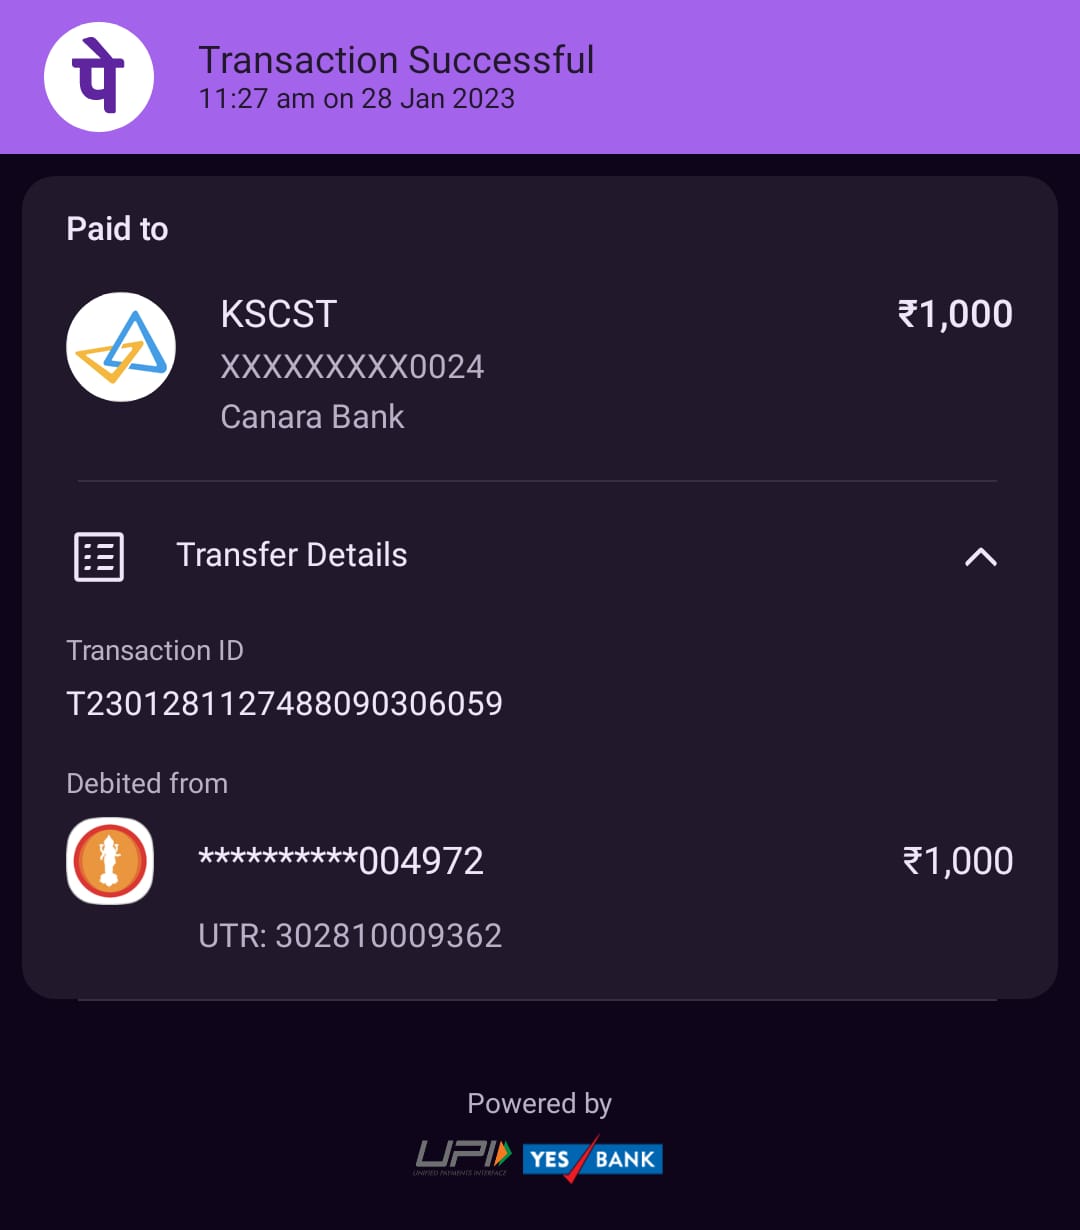 पे
Transaction Successful
11:27 am on 28 Jan 2023
Paid to
KSCST
₹1,000
XXXXXXXXX0024
Canara Bank
Transfer Details
Transaction ID
T2301281127488090306059
Debited from
**********004972
₹1,000
UTR: 302810009362
Powered by
UPI YES BANK
UNIFIED PAYMENTS INTERFACE